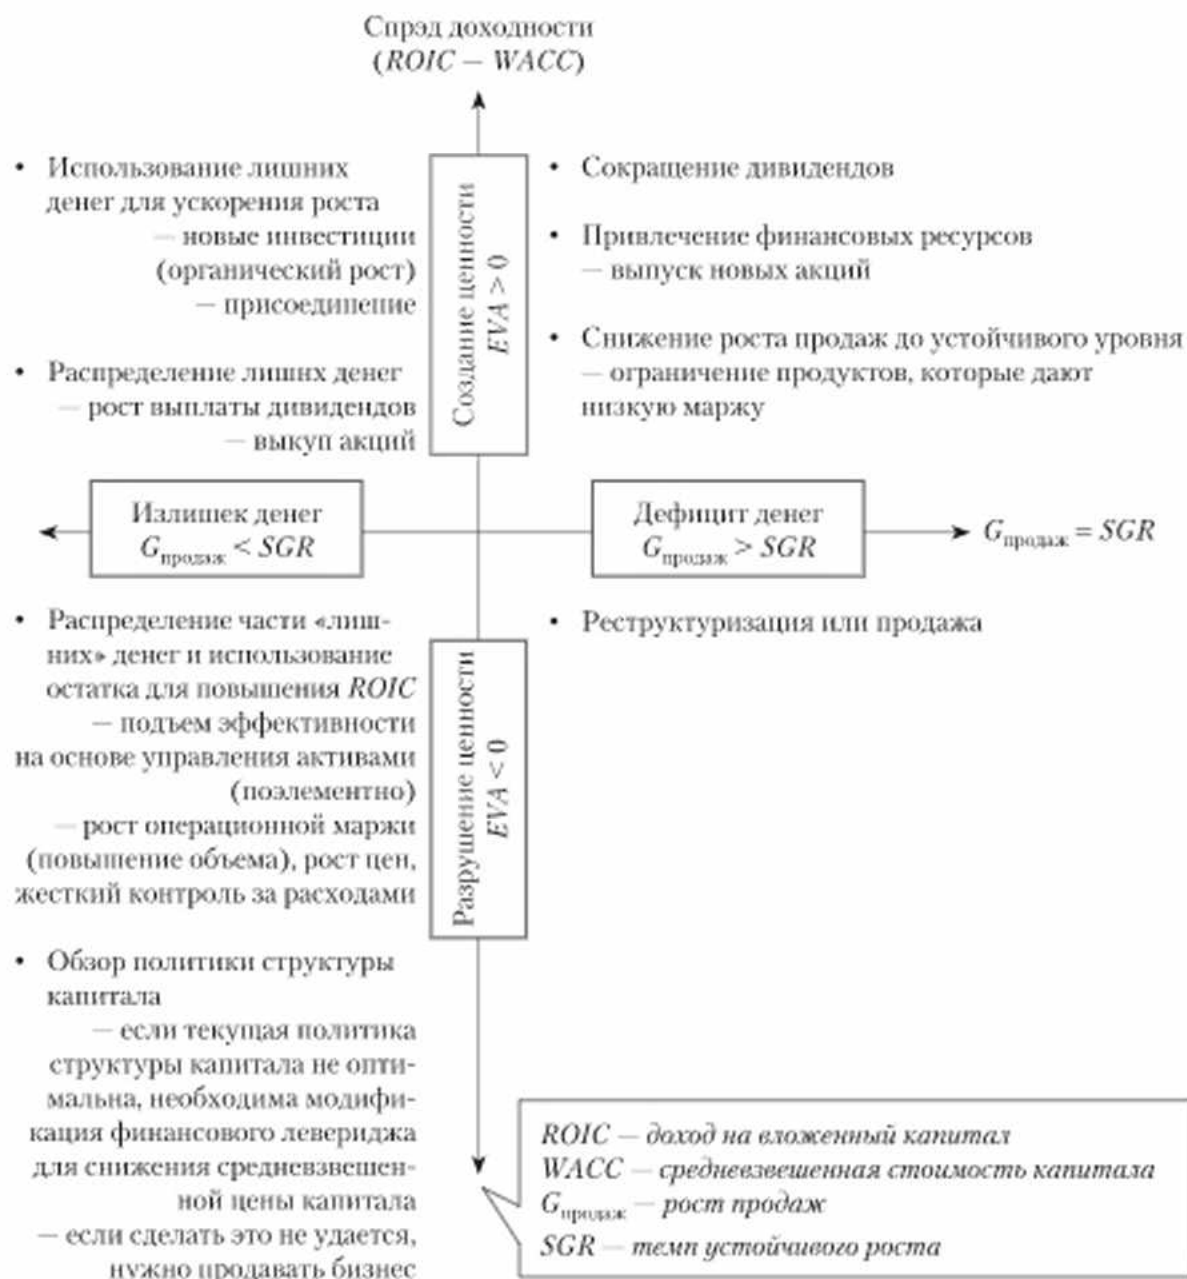 Спрэд доходности
(ROIC — WACC)
• Использование лишних
денег для ускорения роста
— новые инвестиции
(органический рост)
— присоединение
• Распределение лишнх денег
— рост выплаты дивидендов
— выкуп акций
Создание ценности
EVA > 0
• Сокращение дивидендов
• Привлечение финансовых ресурсов
— выпуск новых акций
• Снижение роста продаж до устойчивого уровня
— ограничение продуктов, которые дают
низкую маржу
Излишек денег
Gпродаж < SGR
Дефицит денег
Gпродаж > SGR
Gпродаж = SGR
• Распределение части «лиш-
них» денег и использование
остатка для повышения ROIC
— подъем эффективности
на основе управления активами
(поэлементно)
— рост операционной маржи
(повышение объема), рост цен,
жесткий контроль за расходами
• Обзор политики структуры
капитала
— если текущая политика
структуры капитала не опти-
мальна, необходима модифи-
кация финансового левериджа
для снижения средневзвешен-
ной цены капитала
— если сделать это не удается,
нужно продавать бизнес
Разрушение ценности
EVA < 0
• Реструктуризация или продажа
ROIC — доход на вложенный капитал
WACC — средневзвешенная стоимость капитала
Gпродаж — рост продаж
SGR — темп устойчивого роста